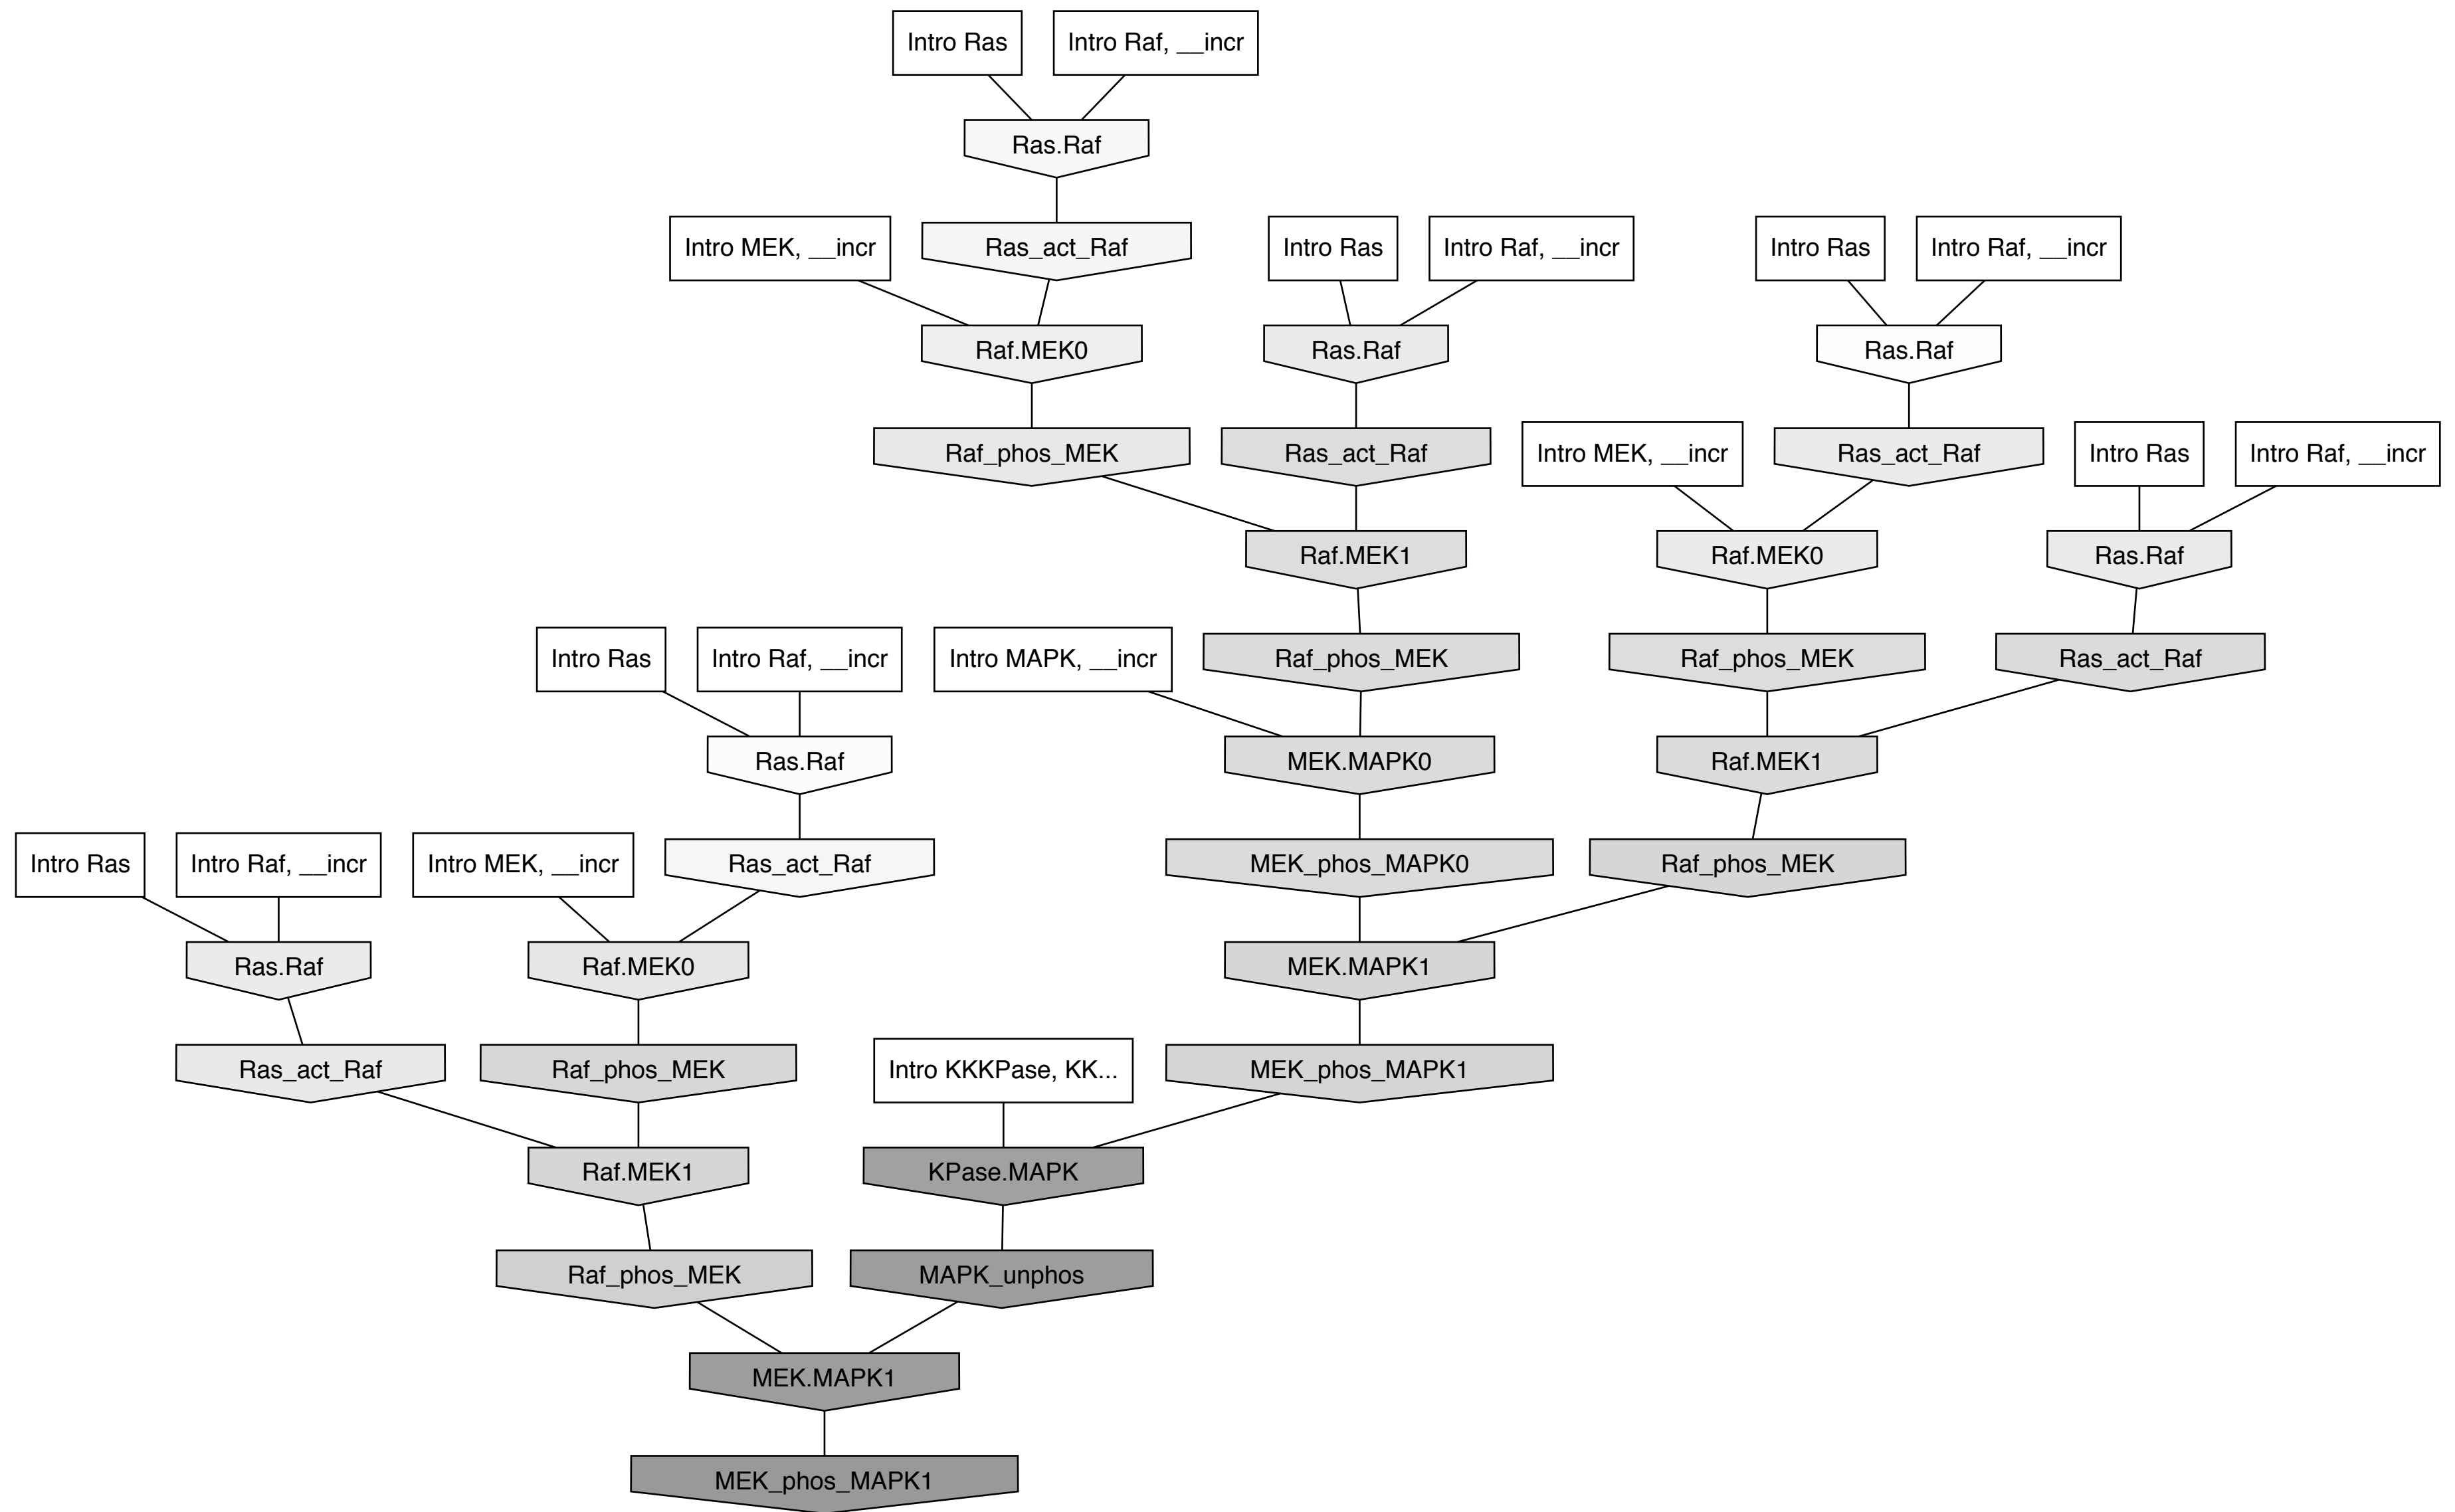 Intro Ras
Intro Raf, __incr
Ras.Raf
Intro MEK, __incr
Ras_act_Raf
Intro Ras
Intro Raf, __incr
Intro Ras
Intro Raf, __incr
Raf.MEK0
Ras.Raf
Ras.Raf
Raf_phos_MEK
Ras_act_Raf
Intro MEK, __incr
Ras_act_Raf
Intro Ras
Intro Raf, __incr
Raf.MEK1
Raf.MEK0
Ras.Raf
Intro Ras
Intro Raf, __incr
Intro MAPK, __incr
Raf_phos_MEK
Raf_phos_MEK
Ras_act_Raf
Ras.Raf
MEK.MAPK0
Raf.MEK1
Intro Ras
Intro Raf, __incr
Intro MEK, __incr
Ras_act_Raf
MEK_phos_MAPK0
Raf_phos_MEK
Ras.Raf
Raf.MEK0
MEK.MAPK1
Ras_act_Raf
Raf_phos_MEK
Intro KKKPase, KK...
MEK_phos_MAPK1
Raf.MEK1
KPase.MAPK
Raf_phos_MEK
MAPK_unphos
MEK.MAPK1
MEK_phos_MAPK1